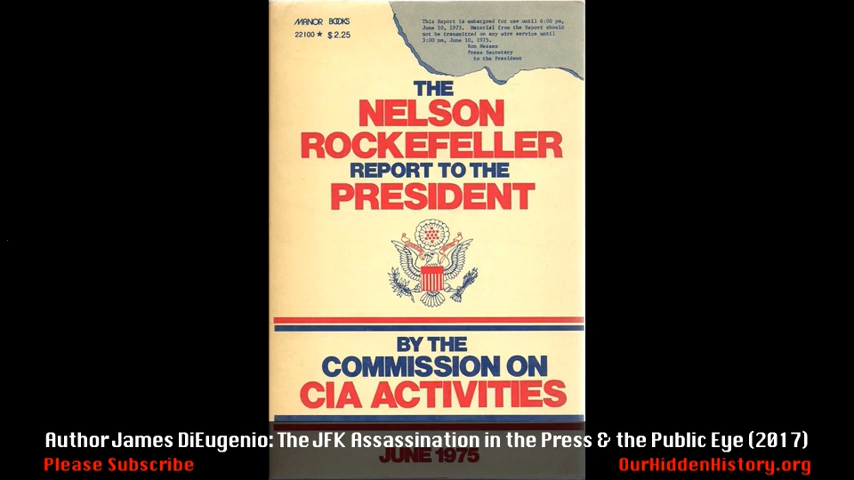 MANOR BOOKS
22100★ $2.25
This Report is embargoed for use until 6:00 pm,
June 10, 1975. Material from the Report should
not be transmitted on any wire service until
3:00 pm, June 10, 1975.
Ron Nessen
Press Secretary
to the President
THE
NELSON
ROCKEFELLER
REPORT TO THE
PRESIDENT
BY THE
COMMISSION ON
CIA ACTIVITIES
Author James DiEugenio: The JFK Assassination in the Press & the Public Eye (2017)
JUNE 1975
Please Subscribe
OurHiddenHistory.org